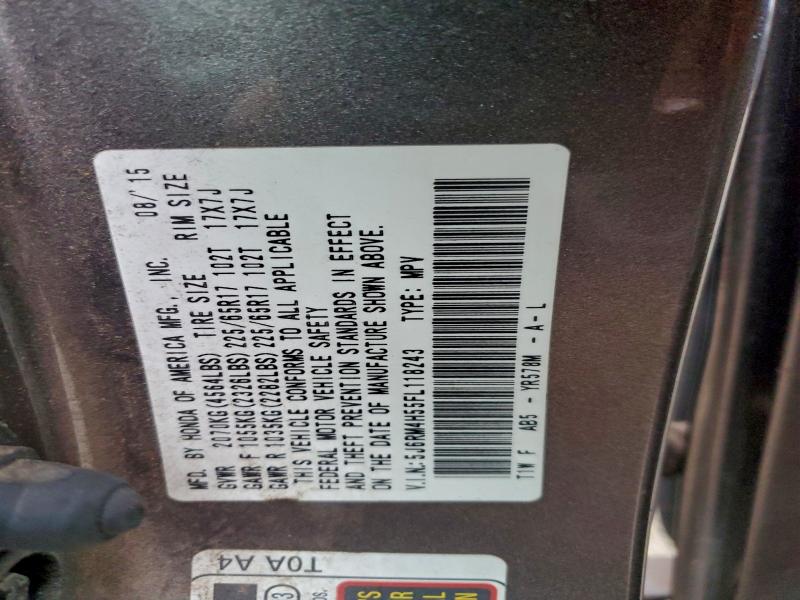 MFD. BY HONDA OF AMERICA MFG., INC. 08/'15
GVWR 2070KG(4564LBS) TIRE SIZE RIM SIZE
GAWR F 1055KG(2326LBS) 225/65R17 102T 17X7J
GAWR R 1035KG(2282LBS) 225/65R17 102T 17X7J
THIS VEHICLE CONFORMS TO ALL APPLICABLE
FEDERAL MOTOR VEHICLE SAFETY
AND THEFT PREVENTION STANDARDS IN EFFECT
ON THE DATE OF MANUFACTURE SHOWN ABOVE.
V.I.N:5J6RM4H55FL116243 TYPE: MPV
T1W F AB5 - YR578M - A - L
T0A A4